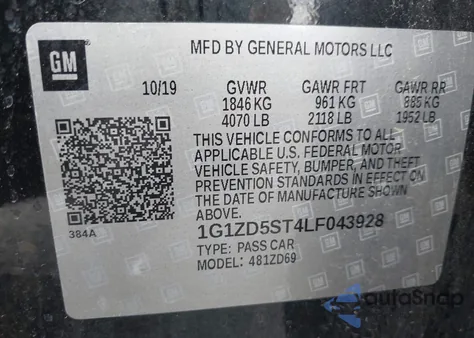 MFD BY GENERAL MOTORS LLC
GM
10/19 GVWR GAWR FRT GAWR RR
1846 KG 961 KG 885 KG
4070 LB 2118 LB 1952 LB
THIS VEHICLE CONFORMS TO ALL
APPLICABLE U.S. FEDERAL MOTOR
VEHICLE SAFETY, BUMPER, AND THEFT
PREVENTION STANDARDS IN EFFECT ON
THE DATE OF MANUFACTURE SHOWN
ABOVE.
384A
1G1ZD5ST4LF043928
TYPE: PASS CAR
MODEL: 481ZD69
autoSnap